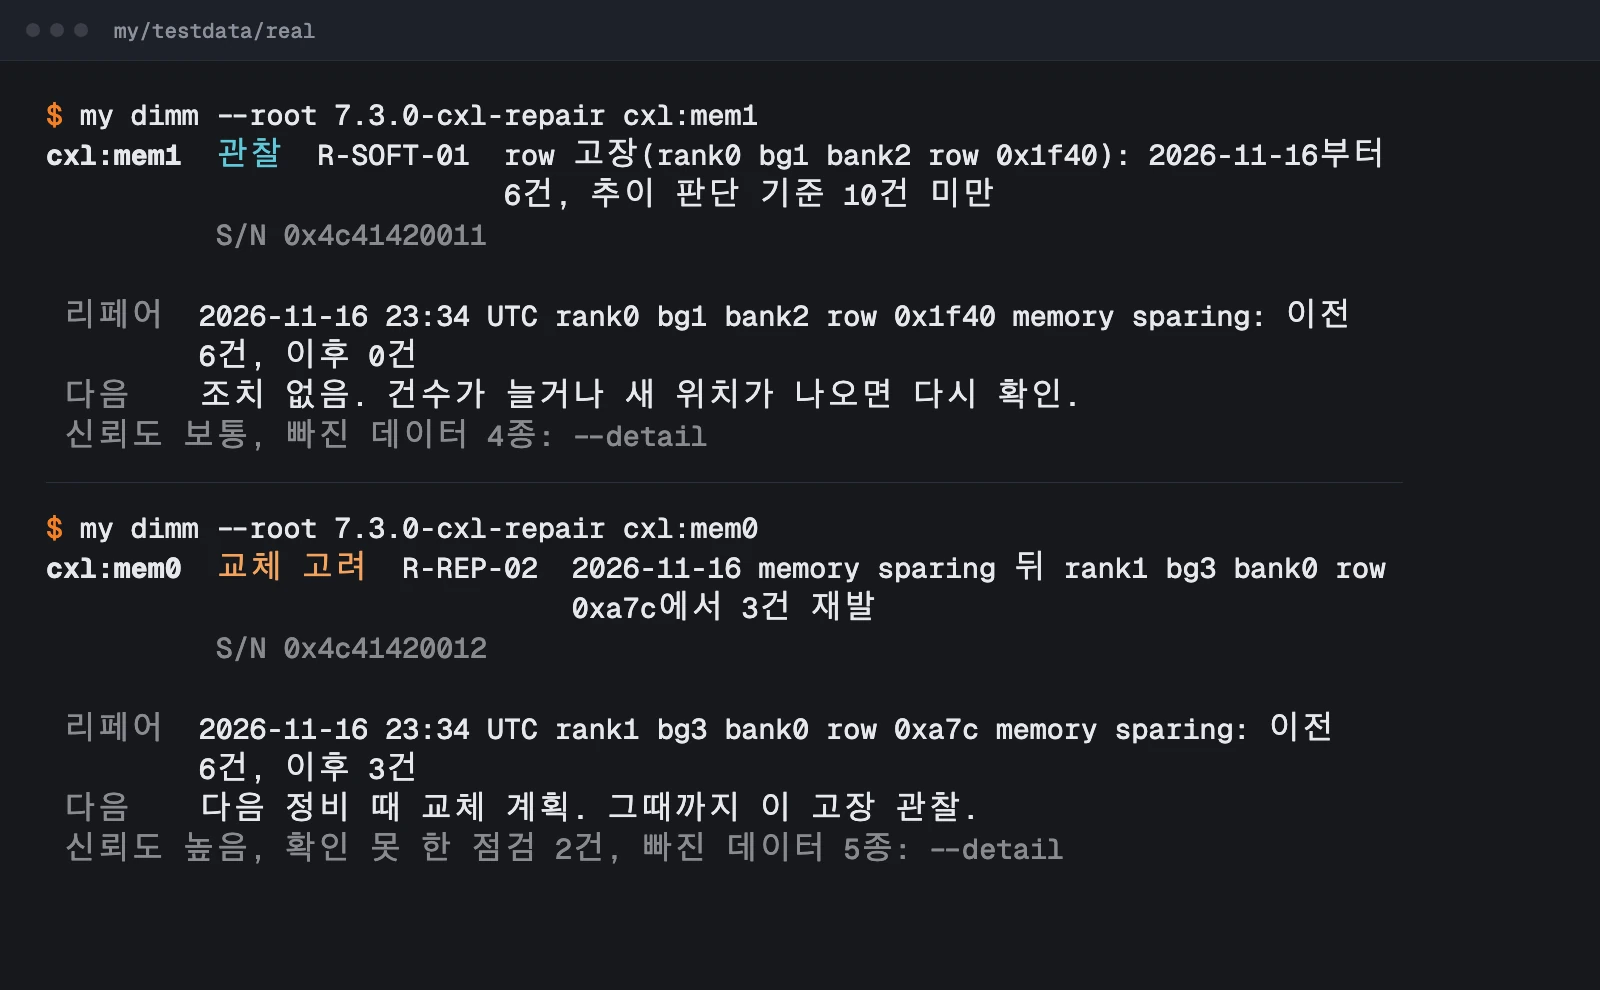 my/testdata/real
$ my dimm --root 7.3.0-cxl-repair cxl:mem1
cxl:mem1 관찰 R-SOFT-01 row 고장(rank0 bg1 bank2 row 0x1f40): 2026-11-16부터
6건, 추이 판단 기준 10건 미만
S/N 0x4c41420011
리페어 2026-11-16 23:34 UTC rank0 bg1 bank2 row 0x1f40 memory sparing: 이전
6건, 이후 0건
다음 조치 없음. 건수가 늘거나 새 위치가 나오면 다시 확인.
신뢰도 보통, 빠진 데이터 4종: --detail
$ my dimm --root 7.3.0-cxl-repair cxl:mem0
cxl:mem0 교체 고려 R-REP-02 2026-11-16 memory sparing 뒤 rank1 bg3 bank0 row
0xa7c에서 3건 재발
S/N 0x4c41420012
리페어 2026-11-16 23:34 UTC rank1 bg3 bank0 row 0xa7c memory sparing: 이전
6건, 이후 3건
다음 다음 정비 때 교체 계획. 그때까지 이 고장 관찰.
신뢰도 높음, 확인 못 한 점검 2건, 빠진 데이터 5종: --detail